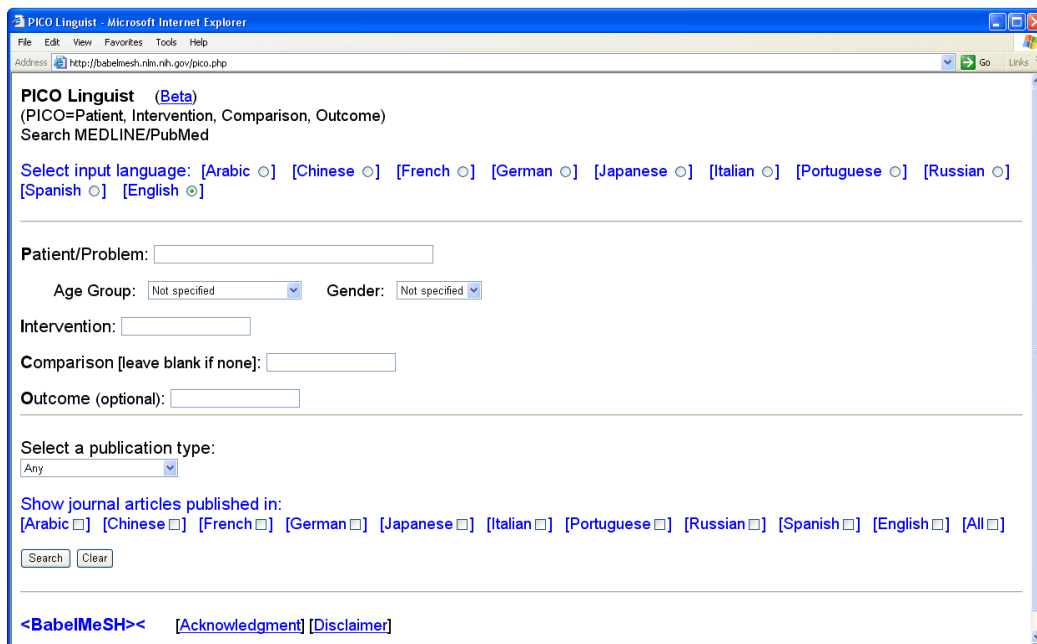 PICO Linguist - Microsoft Internet Explorer
File Edit View Favorites Tools Help
Address http://babelmesh.nlm.nih.gov/pico.php Go Links
PICO Linguist (Beta)
(PICO=Patient, Intervention, Comparison, Outcome)
Search MEDLINE/PubMed
Select input language: [Arabic ] [Chinese ] [French ] [German ] [Japanese ] [Italian ] [Portuguese ] [Russian ]
[Spanish ] [English ]
Patient/Problem:
Age Group: Not specified Gender: Not specified
Intervention:
Comparison [leave blank if none]:
Outcome (optional):
Select a publication type:
Any
Show journal articles published in:
[Arabic ] [Chinese ] [French ] [German ] [Japanese ] [Italian ] [Portuguese ] [Russian ] [Spanish ] [English ] [All ]
Search Clear
<BabelMeSH>< [Acknowledgment] [Disclaimer]